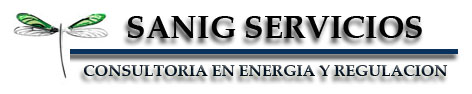 SANIG SERVICIOS
CONSULTORIA EN ENERGIA Y REGULACION